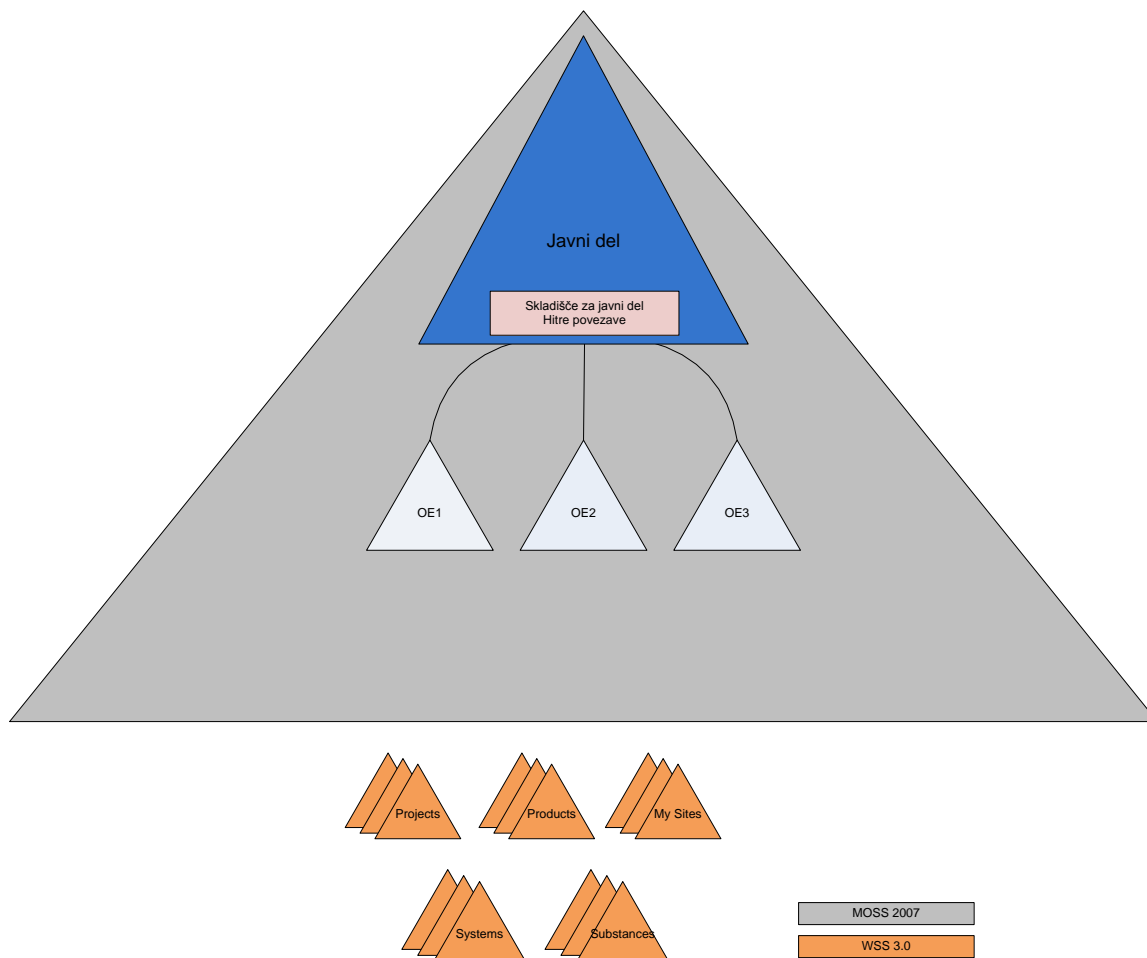 Javni del
Skladišče za javni del
Hitre povezave
OE1
OE2
OE3
Projects
Products
My Sites
Systems
Substances
MOSS 2007
WSS 3.0